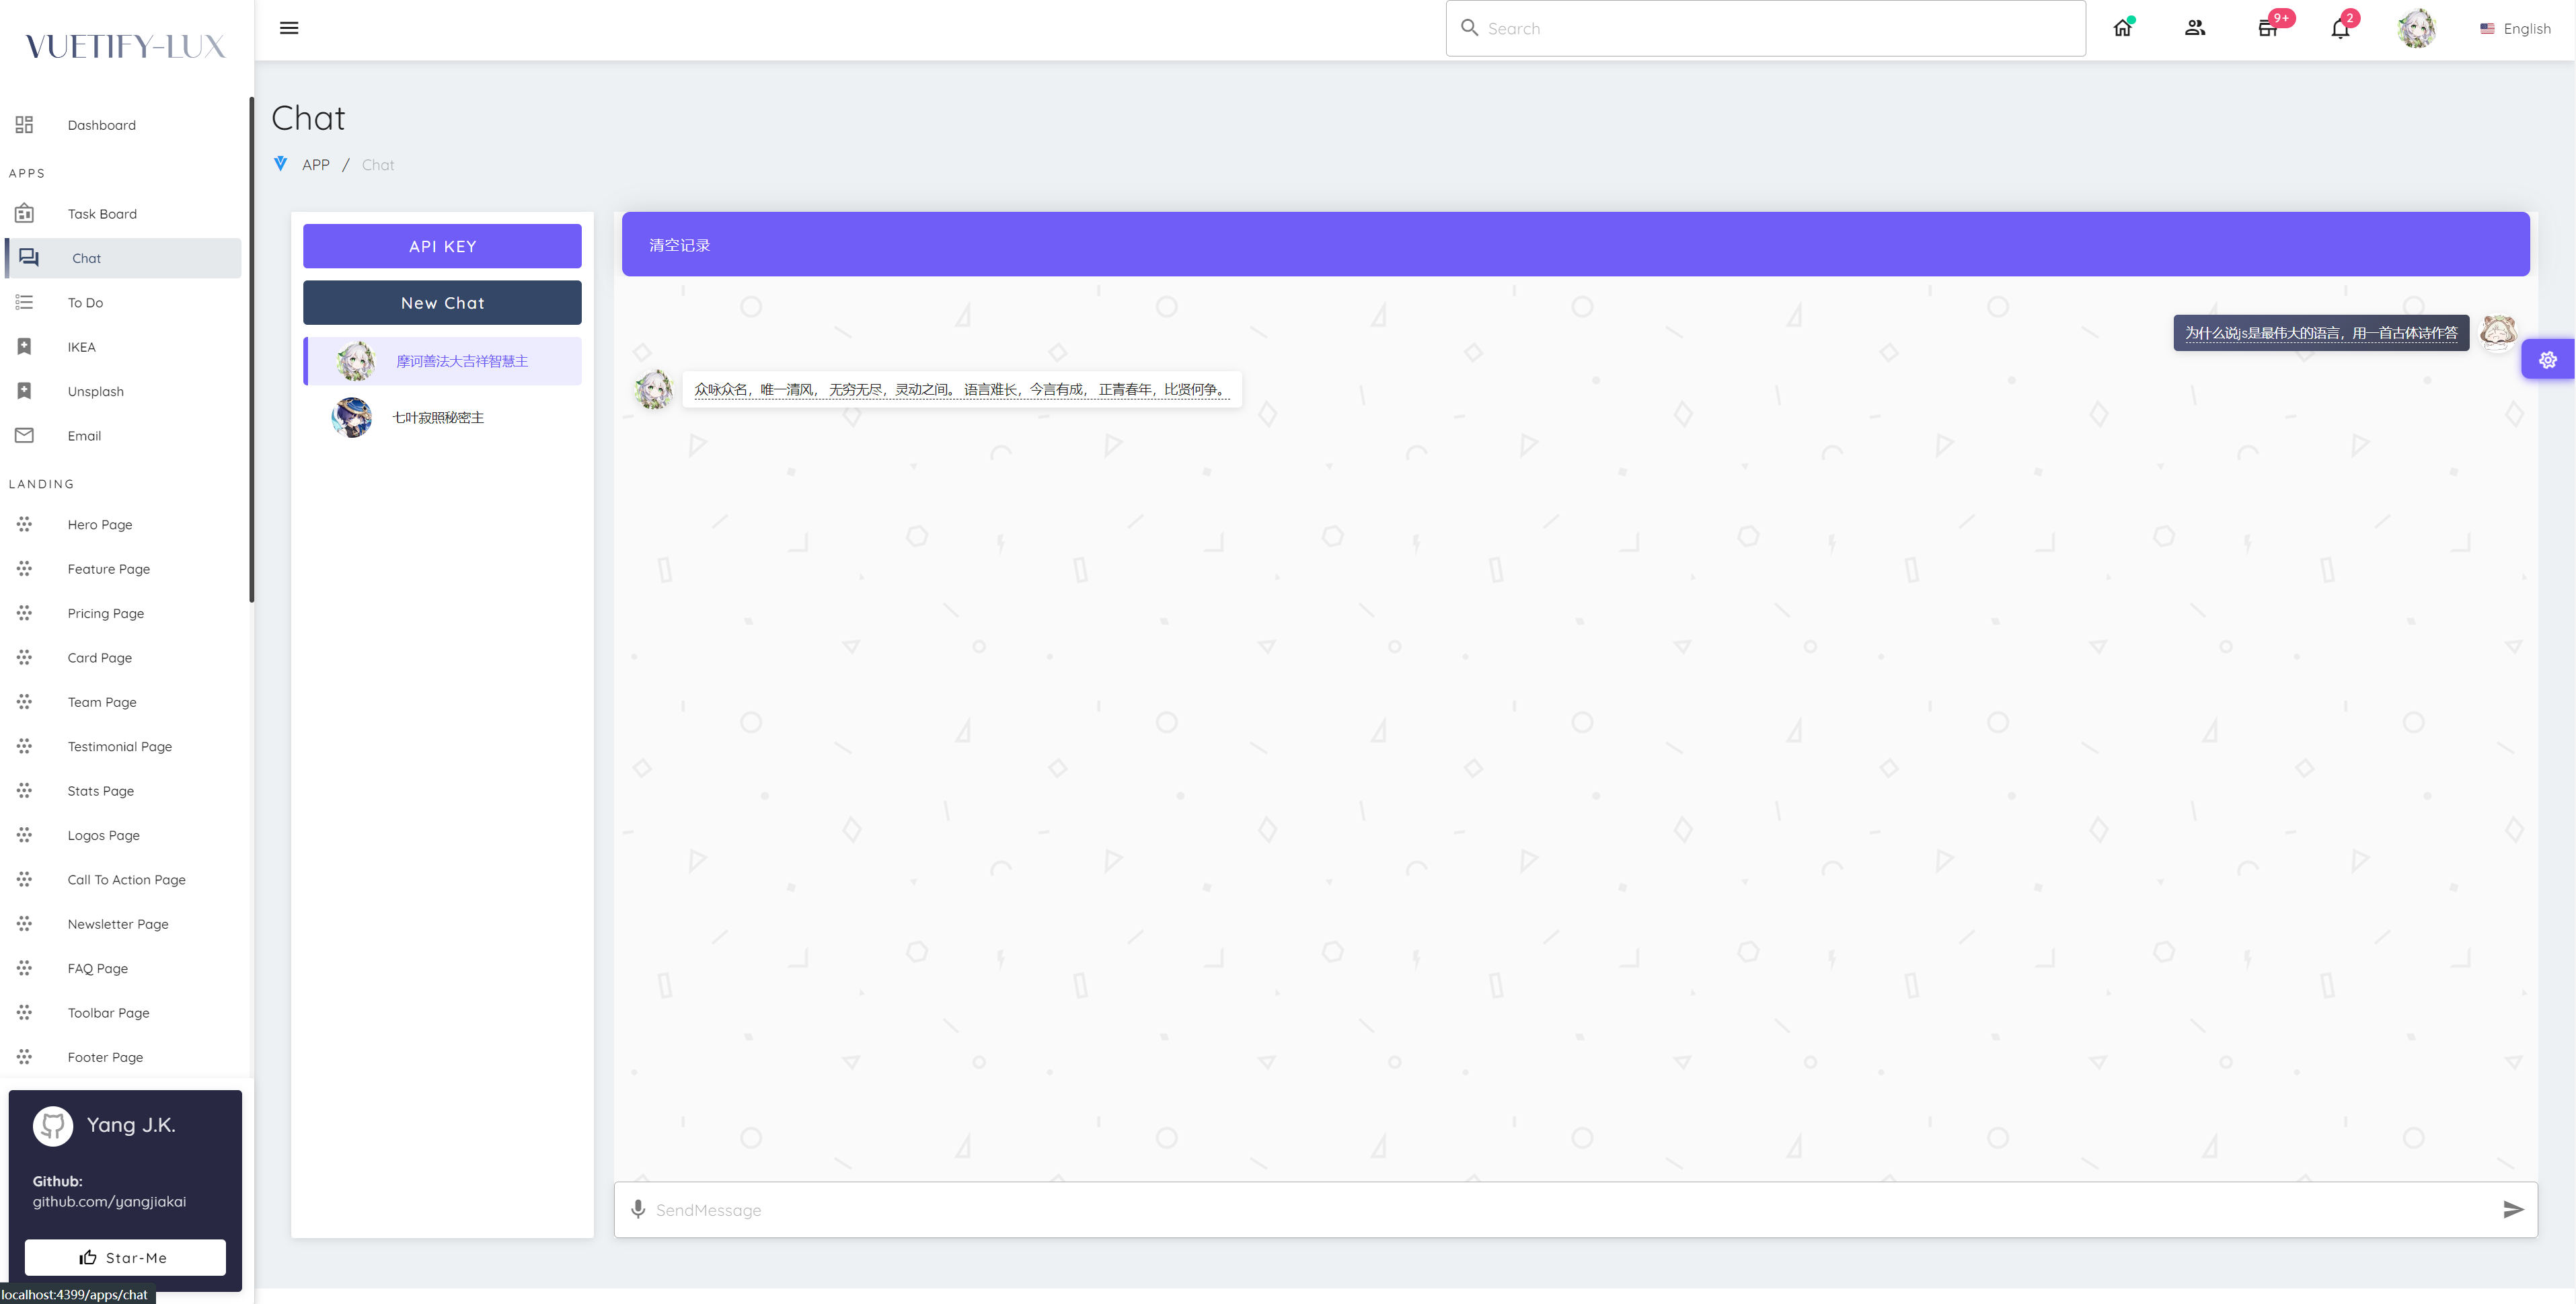 VUETIFY-LUX
Search
9+
2
English
Dashboard
APPS
Task Board
Chat
To Do
IKEA
Unsplash
Email
LANDING
Hero Page
Feature Page
Pricing Page
Card Page
Team Page
Testimonial Page
Stats Page
Logos Page
Call To Action Page
Newsletter Page
FAQ Page
Toolbar Page
Footer Page
Yang J.K.
Github:
github.com/yangjiakai
Star-Me
localhost:4399/apps/chat
Chat
APP / Chat
API KEY
New Chat
摩诃善法大吉祥智慧主
七叶寂照秘密主
清空记录
为什么说js是最伟大的语言，用一首古体诗作答
众咏众名，唯一清风， 无穷无尽，灵动之间。 语言难长，今言有成， 正青春年，比贤何争。
SendMessage